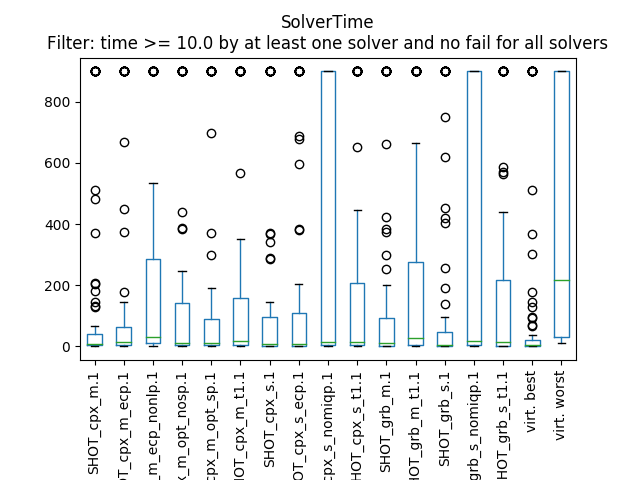 SolverTime
Filter: time >= 10.0 by at least one solver and no fail for all solvers
800
600
400
200
0
SHOT_cpx_m.1
OT_cpx_m_ecp.1
_m_ecp_nonlp.1
x_m_opt_nosp.1
cpx_m_opt_sp.1
HOT_cpx_m_t1.1
SHOT_cpx_s.1
OT_cpx_s_ecp.1
cpx_s_nomiqp.1
HOT_cpx_s_t1.1
SHOT_grb_m.1
HOT_grb_m_t1.1
SHOT_grb_s.1
grb_s_nomiqp.1
HOT_grb_s_t1.1
virt. best
virt. worst